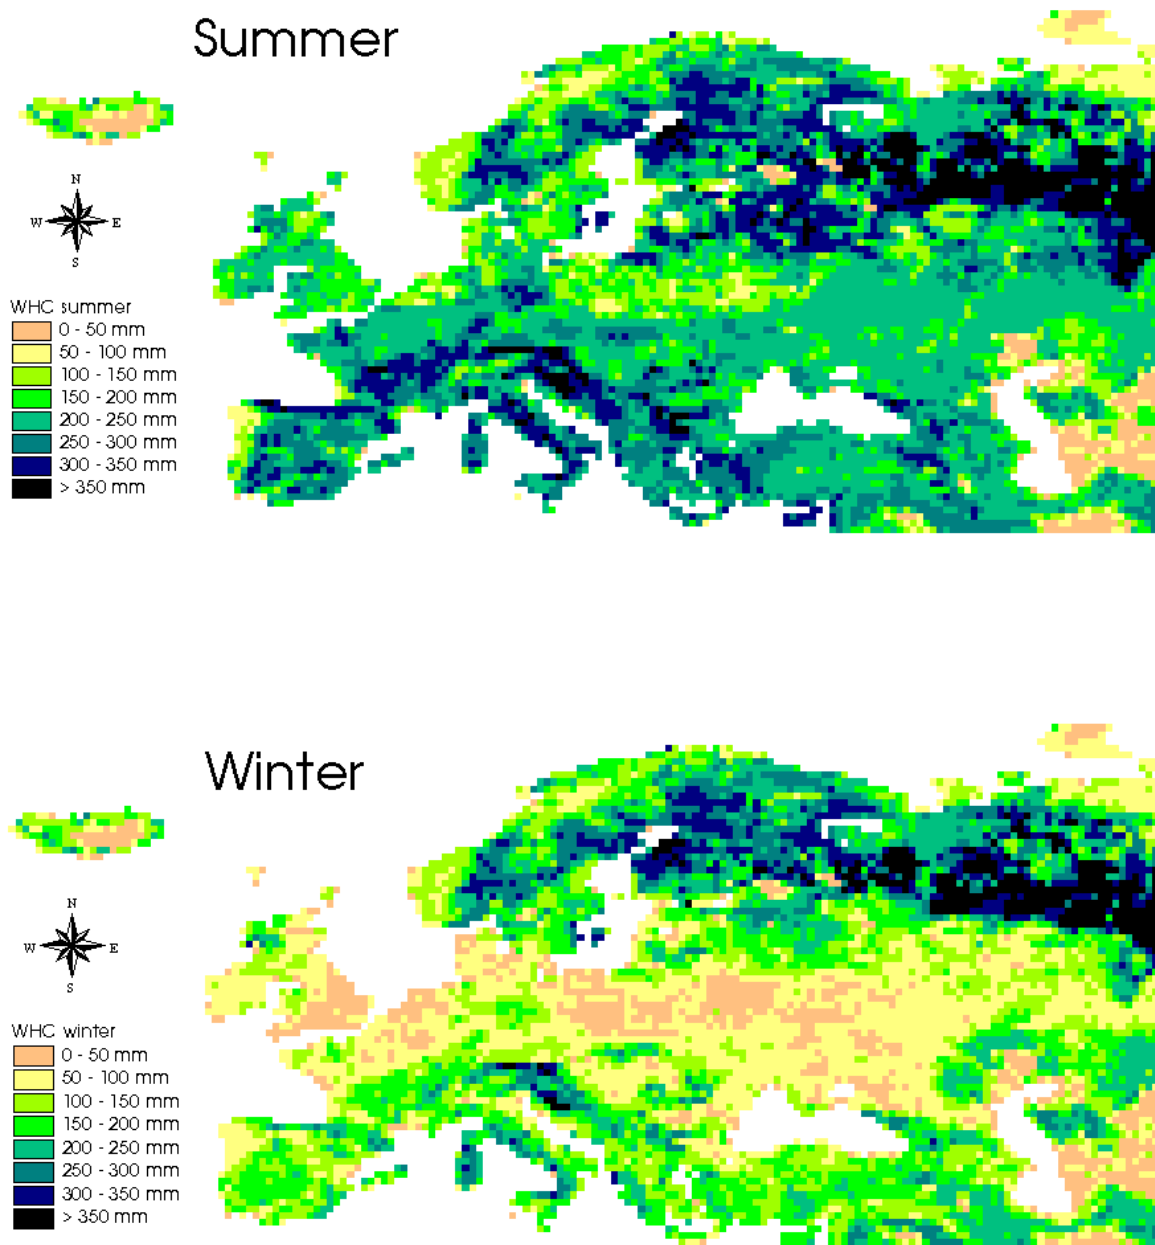 Summer
N
W E
S
WHC summer
0 - 50 mm
50 - 100 mm
100 - 150 mm
150 - 200 mm
200 - 250 mm
250 - 300 mm
300 - 350 mm
> 350 mm
Winter
N
W E
S
WHC winter
0 - 50 mm
50 - 100 mm
100 - 150 mm
150 - 200 mm
200 - 250 mm
250 - 300 mm
300 - 350 mm
> 350 mm